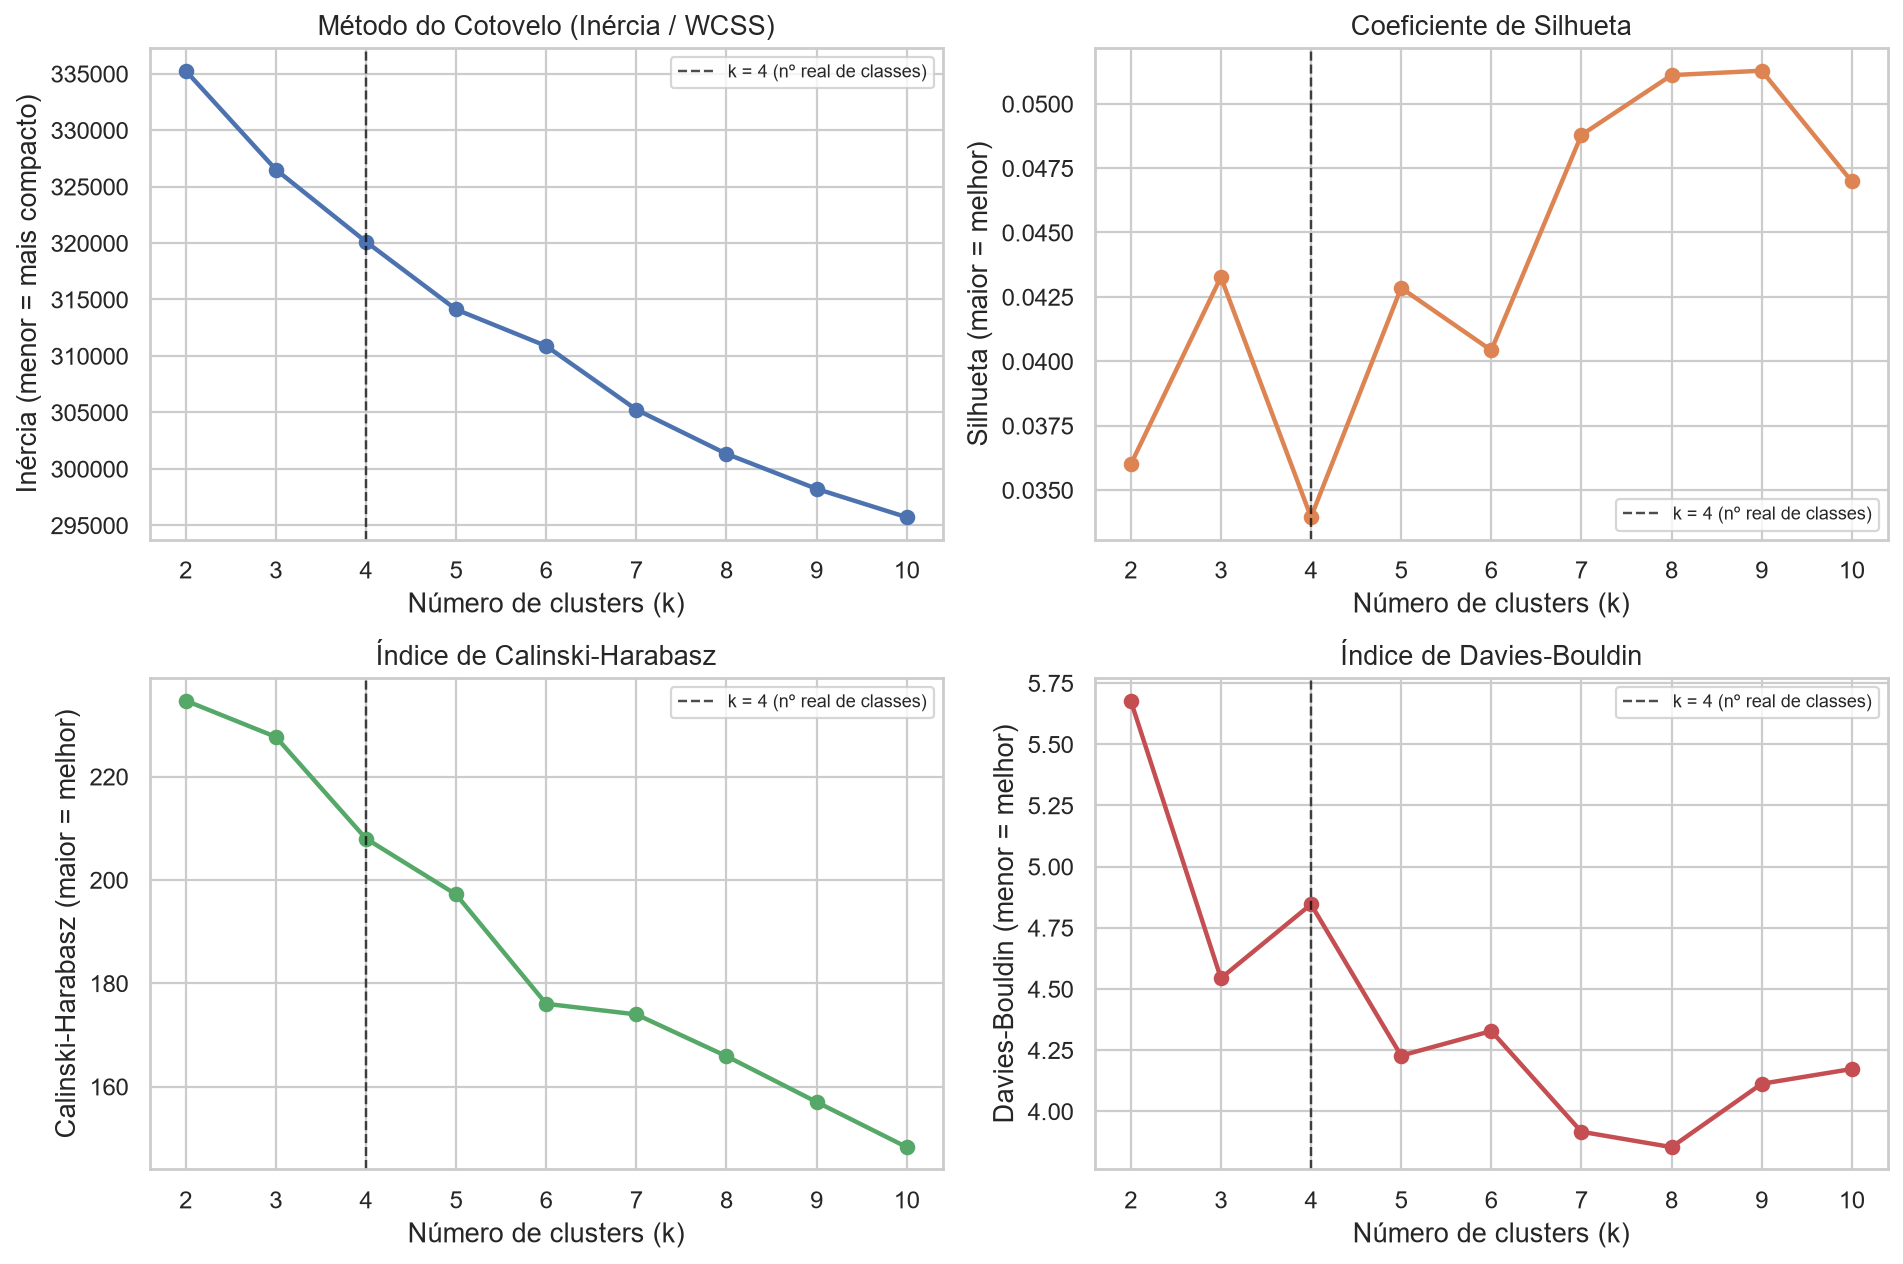 Método do Cotovelo (Inércia / WCSS)
Inércia (menor = mais compacto)
335000
330000
325000
320000
315000
310000
305000
300000
295000
k = 4 (nº real de classes)
2 3 4 5 6 7 8 9 10
Número de clusters (k)
Coeficiente de Silhueta
Silhueta (maior = melhor)
0.0500
0.0475
0.0450
0.0425
0.0400
0.0375
0.0350
k = 4 (nº real de classes)
2 3 4 5 6 7 8 9 10
Número de clusters (k)
Índice de Calinski-Harabasz
Calinski-Harabasz (maior = melhor)
220
200
180
160
k = 4 (nº real de classes)
2 3 4 5 6 7 8 9 10
Número de clusters (k)
Índice de Davies-Bouldin
Davies-Bouldin (menor = melhor)
5.75
5.50
5.25
5.00
4.75
4.50
4.25
4.00
k = 4 (nº real de classes)
2 3 4 5 6 7 8 9 10
Número de clusters (k)